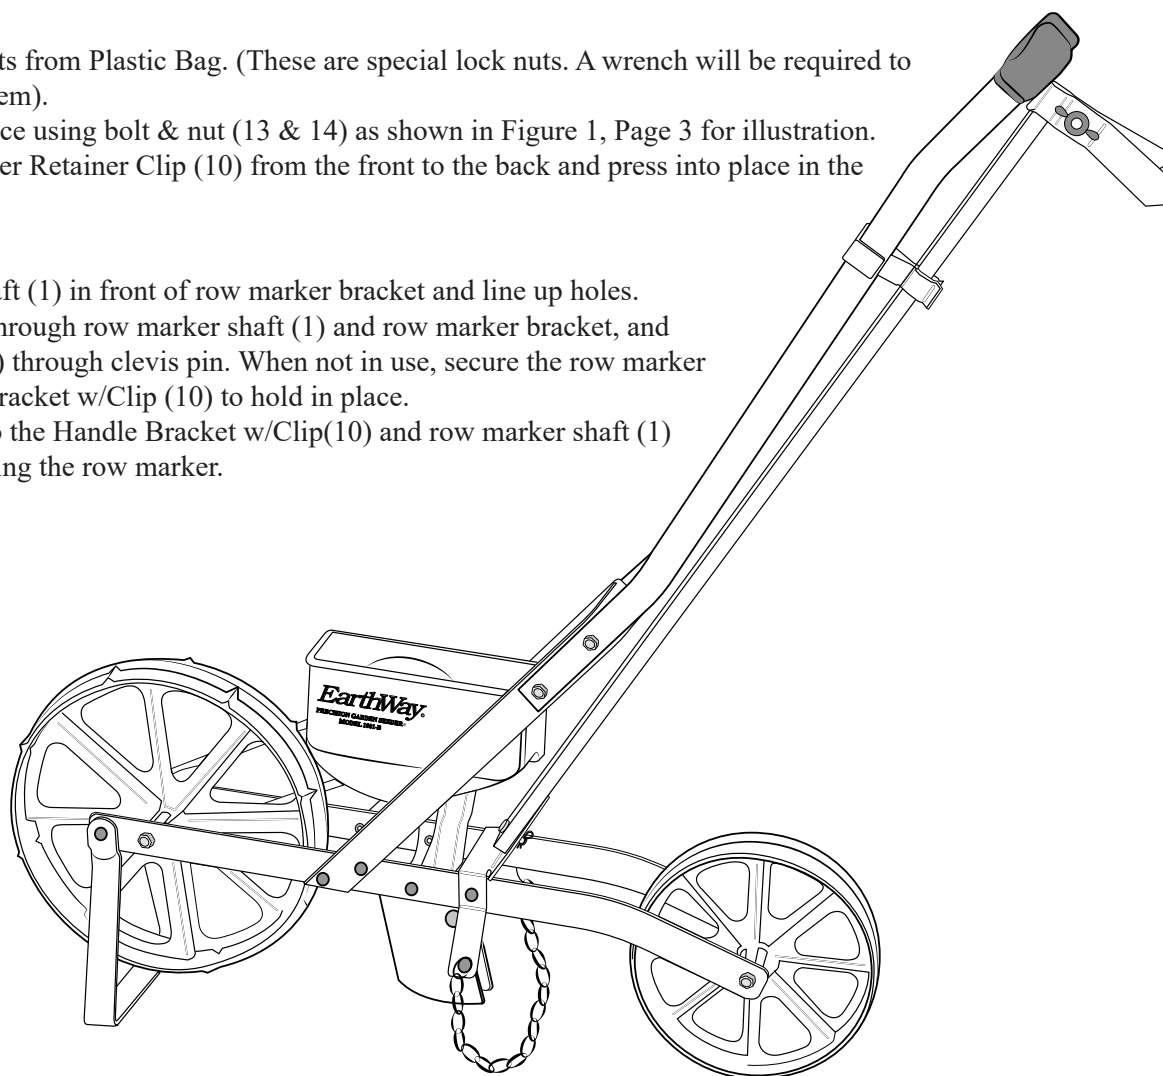 ts from Plastic Bag. (These are special lock nuts. A wrench will be required to
em).
ce using bolt & nut (13 & 14) as shown in Figure 1, Page 3 for illustration.
er Retainer Clip (10) from the front to the back and press into place in the
aft (1) in front of row marker bracket and line up holes.
hrough row marker shaft (1) and row marker bracket, and
) through clevis pin. When not in use, secure the row marker
racket w/Clip (10) to hold in place.
o the Handle Bracket w/Clip(10) and row marker shaft (1)
ing the row marker.
EarthWay®
PRECISION GARDEN SEEDER
MODEL 1001-B